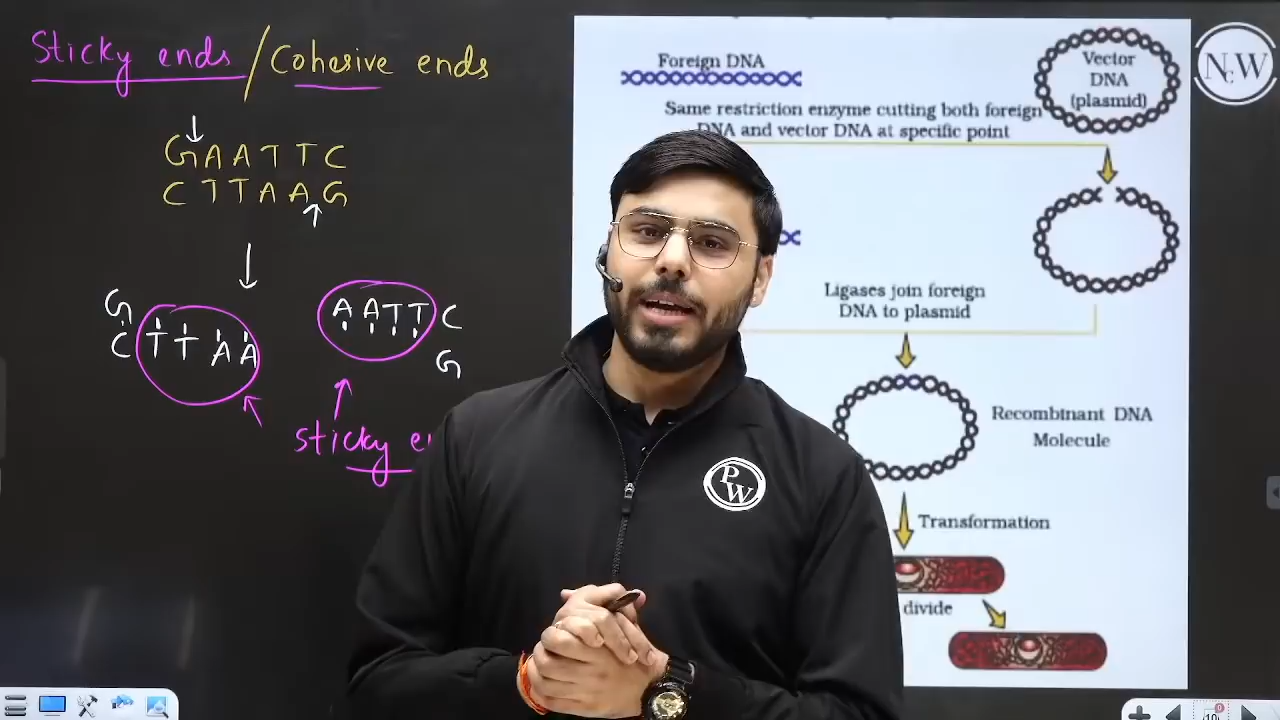 Sticky ends / Cohesive ends
GAATTC
CTTAAG
G
C TTAA
AATT C
G
sticky
Foreign DNA
Vector
DNA
(plasmid)
Same restriction enzyme cutting both foreign
DNA and vector DNA at specific point
Ligases join foreign
DNA to plasmid
Recombinant DNA
Molecule
Transformation
divide
NcW
PW